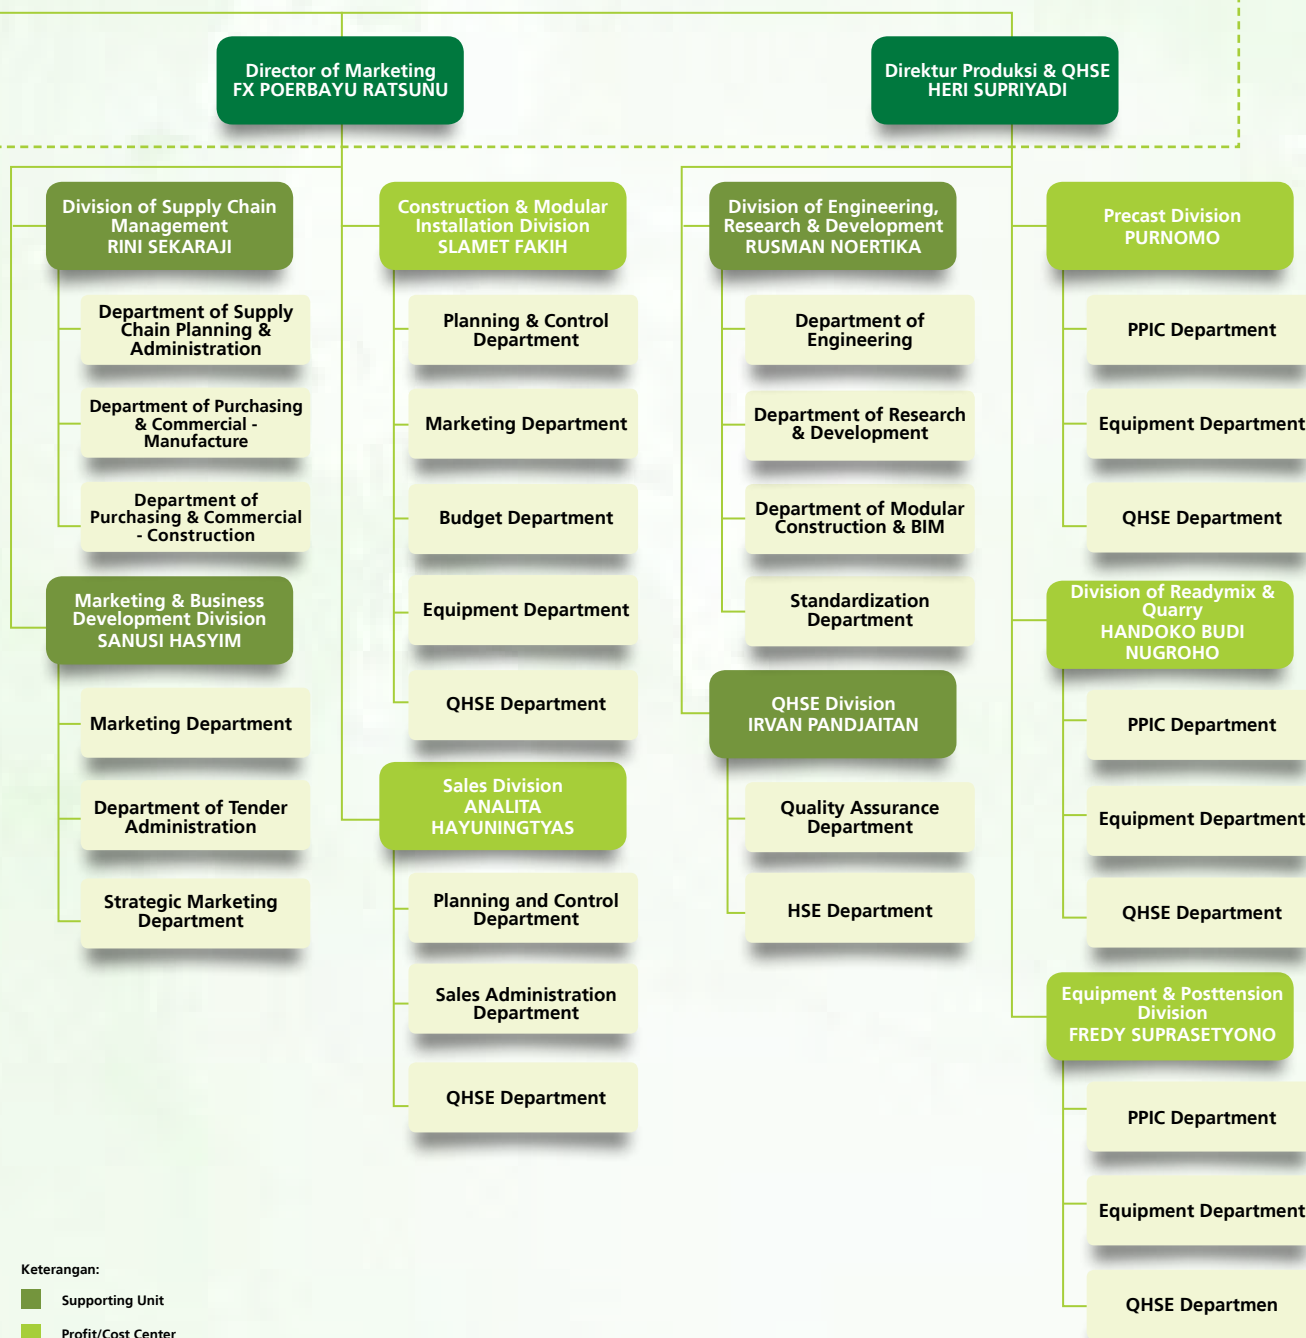 Director of Marketing
FX POERBAYU RATSUNU
Direktur Produksi & QHSE
HERI SUPRIYADI
Division of Supply Chain
Management
RINI SEKARAJI
Department of Supply
Chain Planning &
Administration
Department of Purchasing
& Commercial -
Manufacture
Department of
Purchasing & Commercial
- Construction
Marketing & Business
Development Division
SANUSI HASYIM
Marketing Department
Department of Tender
Administration
Strategic Marketing
Department
Construction & Modular
Installation Division
SLAMET FAKIH
Planning & Control
Department
Marketing Department
Budget Department
Equipment Department
QHSE Department
Sales Division
ANALITA
HAYUNINGTYAS
Planning and Control
Department
Sales Administration
Department
QHSE Department
Division of Engineering,
Research & Development
RUSMAN NOERTIKA
Department of
Engineering
Department of Research
& Development
Department of Modular
Construction & BIM
Standardization
Department
QHSE Division
IRVAN PANDJAITAN
Quality Assurance
Department
HSE Department
Precast Division
PURNOMO
PPIC Department
Equipment Department
QHSE Department
Division of Readymix &
Quarry
HANDOKO BUDI
NUGROHO
PPIC Department
Equipment Department
QHSE Department
Equipment & Posttension
Division
FREDY SUPRASETYONO
PPIC Department
Equipment Department
QHSE Departmen
Keterangan:
Supporting Unit
Profit/Cost Center